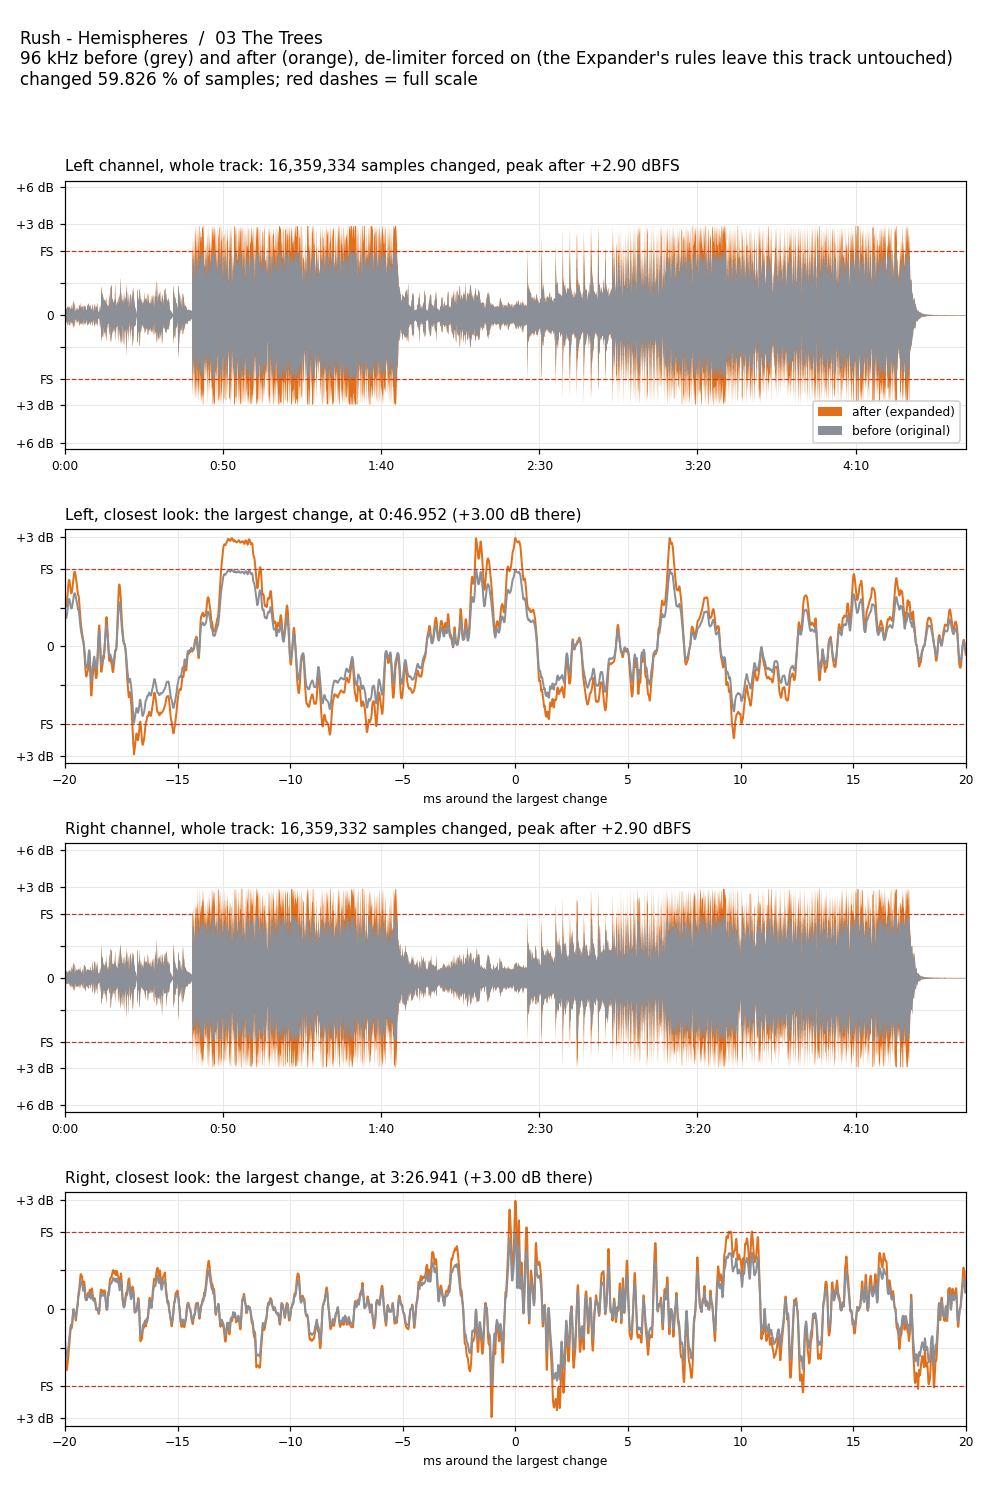 Rush - Hemispheres  /  03 The Trees
96 kHz before (grey) and after (orange), de-limiter forced on (the Expander's rules leave this track untouched)
changed 59.826 % of samples; red dashes = full scale
Left channel, whole track: 16,359,334 samples changed, peak after +2.90 dBFS
+6 dB
+3 dB
FS
0
FS
+3 dB
+6 dB
after (expanded)
before (original)
0:00 0:50 1:40 2:30 3:20 4:10
Left, closest look: the largest change, at 0:46.952 (+3.00 dB there)
+3 dB
FS
0
FS
+3 dB
−20 −15 −10 −5 0 5 10 15 20
ms around the largest change
Right channel, whole track: 16,359,332 samples changed, peak after +2.90 dBFS
+6 dB
+3 dB
FS
0
FS
+3 dB
+6 dB
0:00 0:50 1:40 2:30 3:20 4:10
Right, closest look: the largest change, at 3:26.941 (+3.00 dB there)
+3 dB
FS
0
FS
+3 dB
−20 −15 −10 −5 0 5 10 15 20
ms around the largest change